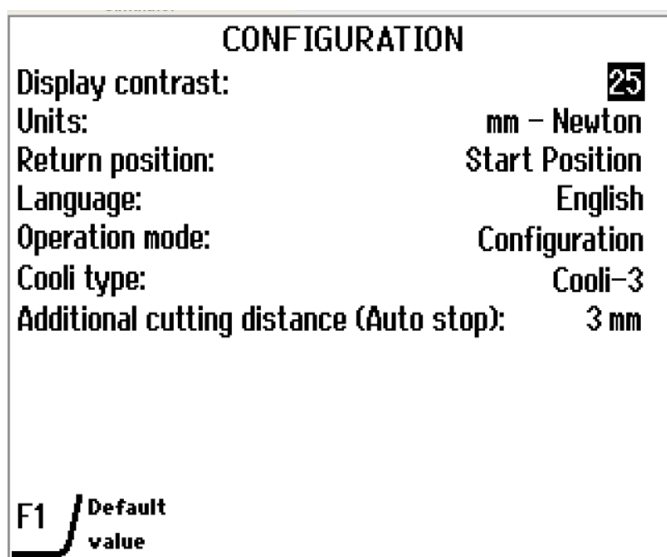 CONFIGURATION
Display contrast: 25
Units: mm - Newton
Return position: Start Position
Language: English
Operation mode: Configuration
Cooli type: Cooli-3
Additional cutting distance (Auto stop): 3 mm
F1 Default
value